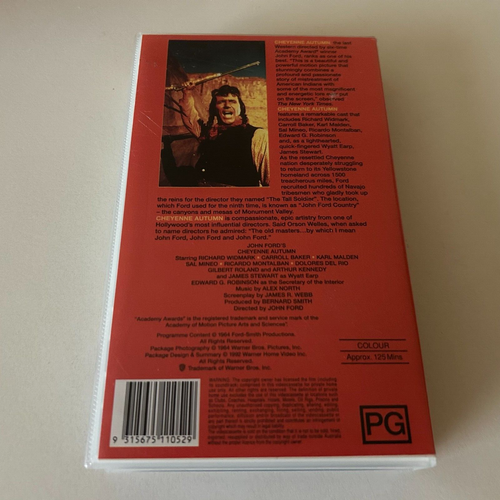 CHEYENNE AUTUMN, the last
Western directed by six-time
Academy Award* winner
John Ford, ranks as one of his
best. "This is a beautiful and
powerful motion picture that
stunningly combines a
profound and passionate
story of mistreatment of
American Indians with
some of the most magnificent
and energetic ever put
on the screen," observed
The New York Times.
CHEYENNE AUTUMN
features a remarkable cast that
includes Richard Widmark,
Carroll Baker, Karl Malden,
Sal Mineo, Ricardo Montalban,
Edward G. Robinson
and, as a lighthearted,
quick-fingered Wyatt Earp,
James Stewart.
As the resettled Cheyenne
nation desperately struggling
to return to its Yellowstone
homeland across 1500
treacherous miles, Ford
recruited hundreds of Navajo
tribesmen who gladly took up
the reins for the director they named "The Tall Soldier". The location,
which Ford used for the ninth time, is known as "John Ford Country"
– the canyons and mesas of Monument Valley.
CHEYENNE AUTUMN is compassionate, epic artistry from one of
Hollywood's most influential directors. Said Orson Welles, when asked
to name directors he admired: "The old masters...by which I mean
John Ford, John Ford and John Ford."
JOHN FORD'S
CHEYENNE AUTUMN
Starring RICHARD WIDMARK • CARROLL BAKER • KARL MALDEN
SAL MINEO • RICARDO MONTALBAN • DOLORES DEL RIO
GILBERT ROLAND and ARTHUR KENNEDY
and JAMES STEWART as Wyatt Earp
EDWARD G. ROBINSON as the Secretary of the Interior
Music by ALEX NORTH
Screenplay by JAMES R. WEBB
Produced by BERNARD SMITH
Directed by JOHN FORD
"Academy Awards" is the registered trademark and service mark of the
Academy of Motion Picture Arts and Sciences.
Programme Content © 1964 Ford-Smith Productions
Package Photography © 1964 Warner Bros. Pictures, Inc.
Package Design & Summary © 1992 Warner Home Video Inc.
Trademark of Warner Bros. Inc.
COLOUR
Approx. 125 Mins.
WARNING: The copyright
PG
9 315675 110529